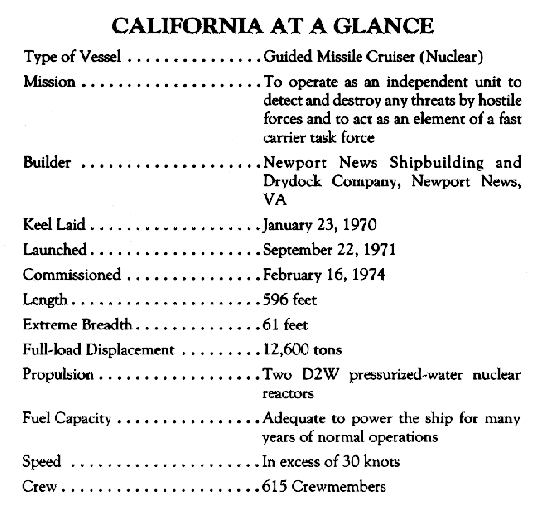 CALIFORNIA AT A GLANCE
Type of Vessel . . . . . . . . . . . . . . . Guided Missile Cruiser (Nuclear)
Mission . . . . . . . . . . . . . . . . . . . . To operate as an independent unit to
detect and destroy any threats by hostile
forces and to act as an element of a fast
carrier task force
Builder . . . . . . . . . . . . . . . . . . . . Newport News Shipbuilding and
Drydock Company, Newport News,
VA
Keel Laid . . . . . . . . . . . . . . . . . . . January 23, 1970
Launched . . . . . . . . . . . . . . . . . . . September 22, 1971
Commissioned . . . . . . . . . . . . . . . February 16, 1974
Length . . . . . . . . . . . . . . . . . . . . . 596 feet
Extreme Breadth . . . . . . . . . . . . . . 61 feet
Full-load Displacement . . . . . . . . . 12,600 tons
Propulsion . . . . . . . . . . . . . . . . . . Two D2W pressurized-water nuclear
reactors
Fuel Capacity . . . . . . . . . . . . . . . . Adequate to power the ship for many
years of normal operations
Speed . . . . . . . . . . . . . . . . . . . . . In excess of 30 knots
Crew . . . . . . . . . . . . . . . . . . . . . . 615 Crewmembers